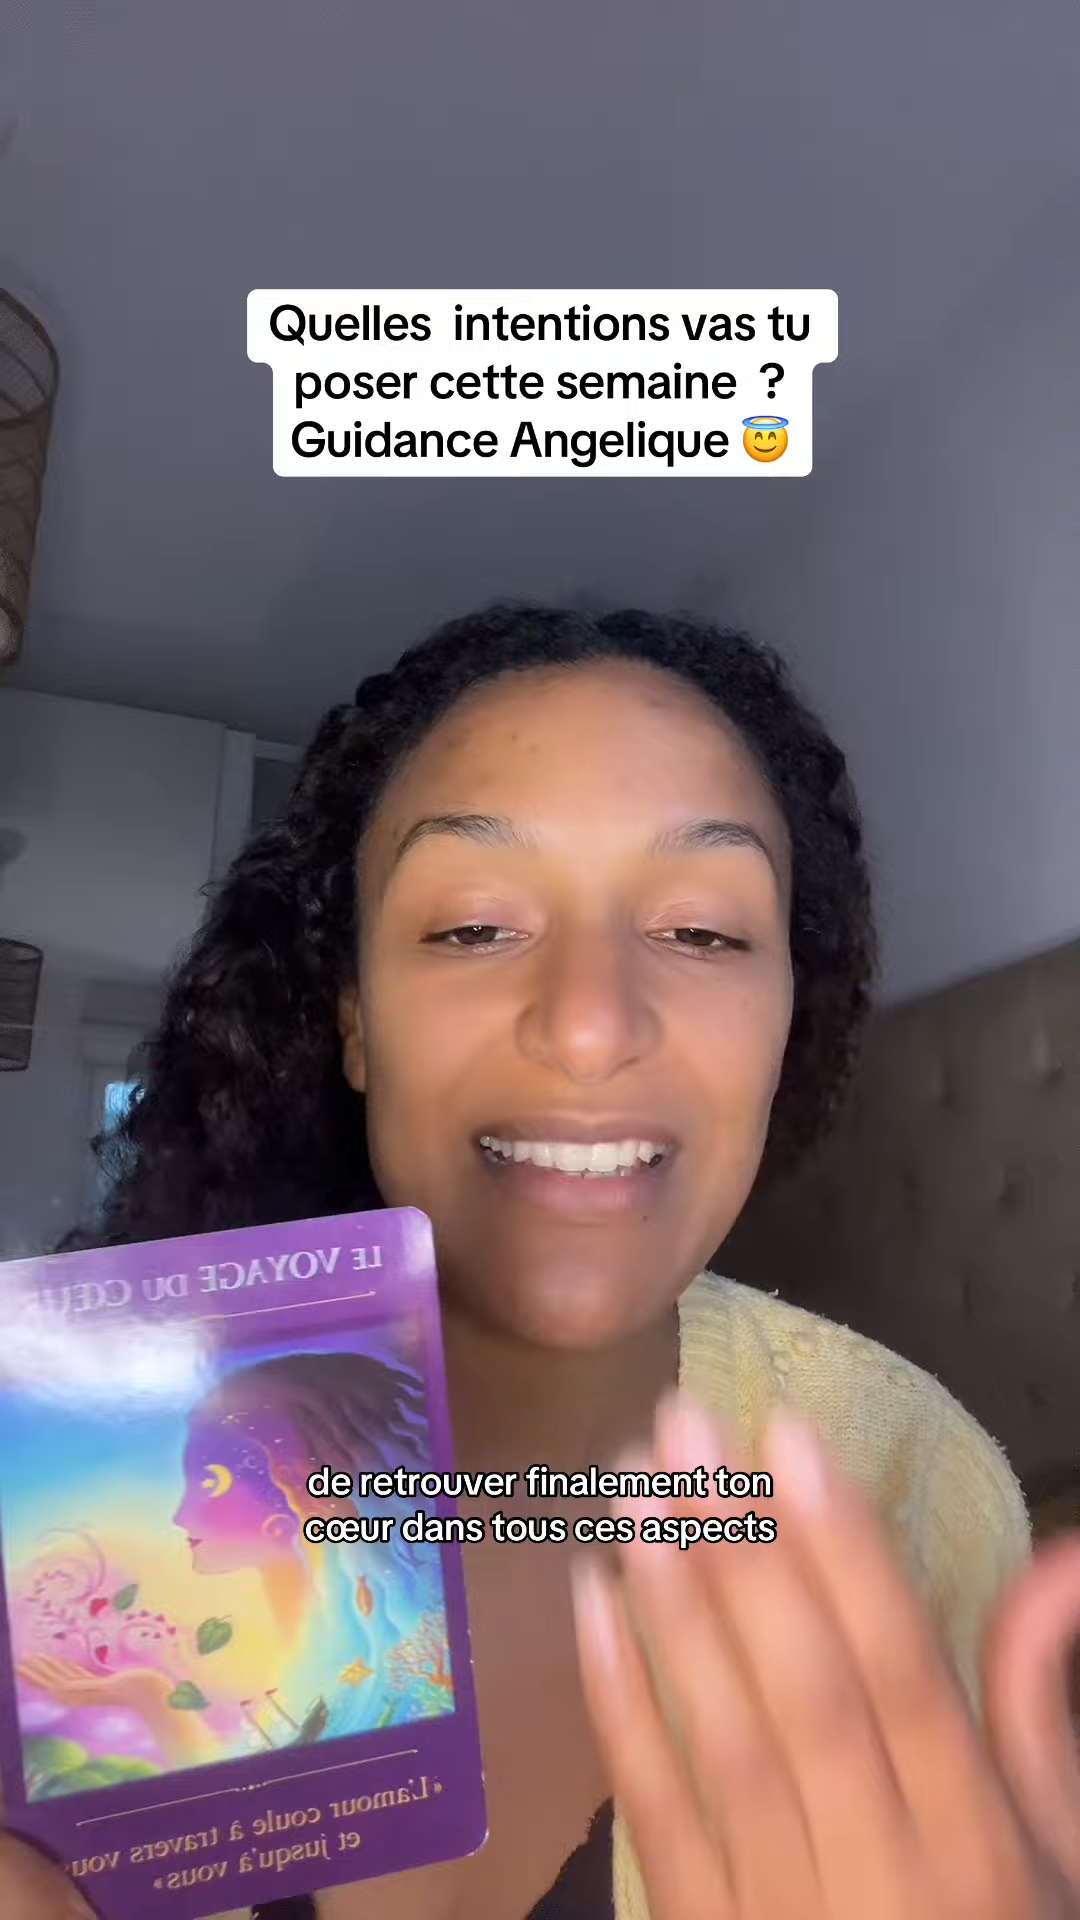 Quelles intentions vas tu
poser cette semaine ?
Guidance Angelique 😇
LE VOYAGE DU CŒUR
de retrouver finalement ton
cœur dans tous ces aspects
«L'amour coule à travers vous
et jusqu'à vous»